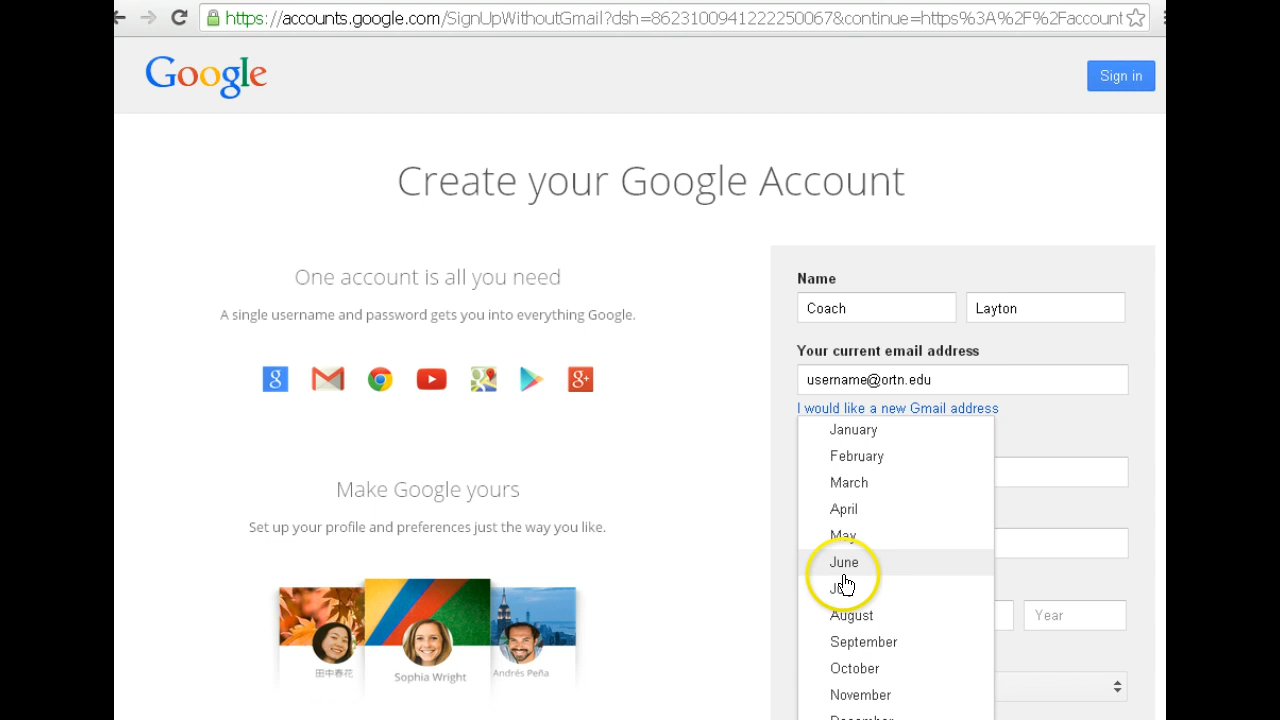 https://accounts.google.com/SignUpWithoutGmail?dsh=8623100941222250067&continue=https%3A%2F%2Faccount
Google
Sign in
Create your Google Account
One account is all you need
A single username and password gets you into everything Google.
Make Google yours
Set up your profile and preferences just the way you like.
田中春花
Sophia Wright
Andrés Peña
Name
Coach
Layton
Your current email address
username@ortn.edu
I would like a new Gmail address
January
February
March
April
May
June
August
September
October
November
December
Year